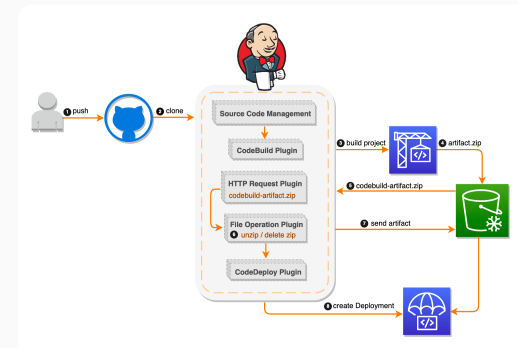 1 push
2 clone
Source Code Management
CodeBuild Plugin
HTTP Request Plugin
codebuild-artifact.zip
File Operation Plugin
6 unzip / delete zip
CodeDeploy Plugin
3 build project
4 artifact.zip
5 codebuild-artifact.zip
7 send artifact
8 create Deployment